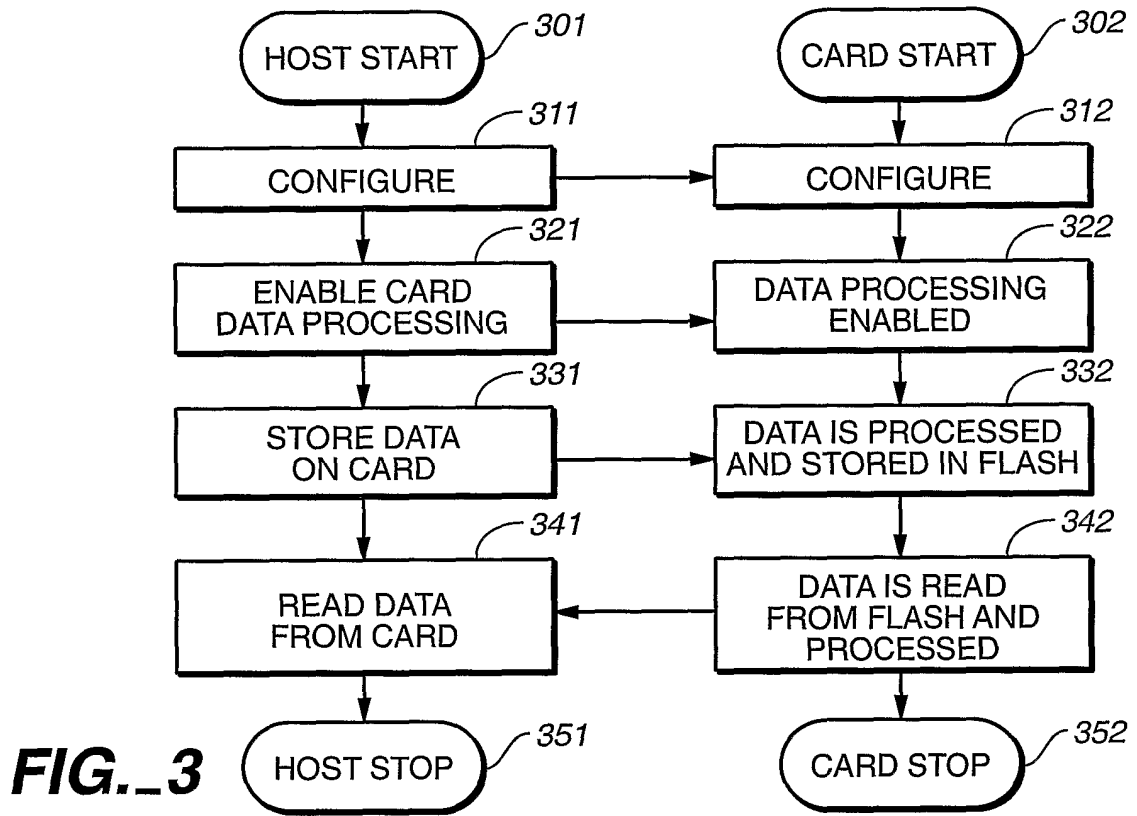 301
302
HOST START
CARD START
311
312
CONFIGURE
CONFIGURE
321
322
ENABLE CARD
DATA PROCESSING
DATA PROCESSING
ENABLED
331
332
STORE DATA
ON CARD
DATA IS PROCESSED
AND STORED IN FLASH
341
342
READ DATA
FROM CARD
DATA IS READ
FROM FLASH AND
PROCESSED
351
352
HOST STOP
CARD STOP
FIG._3